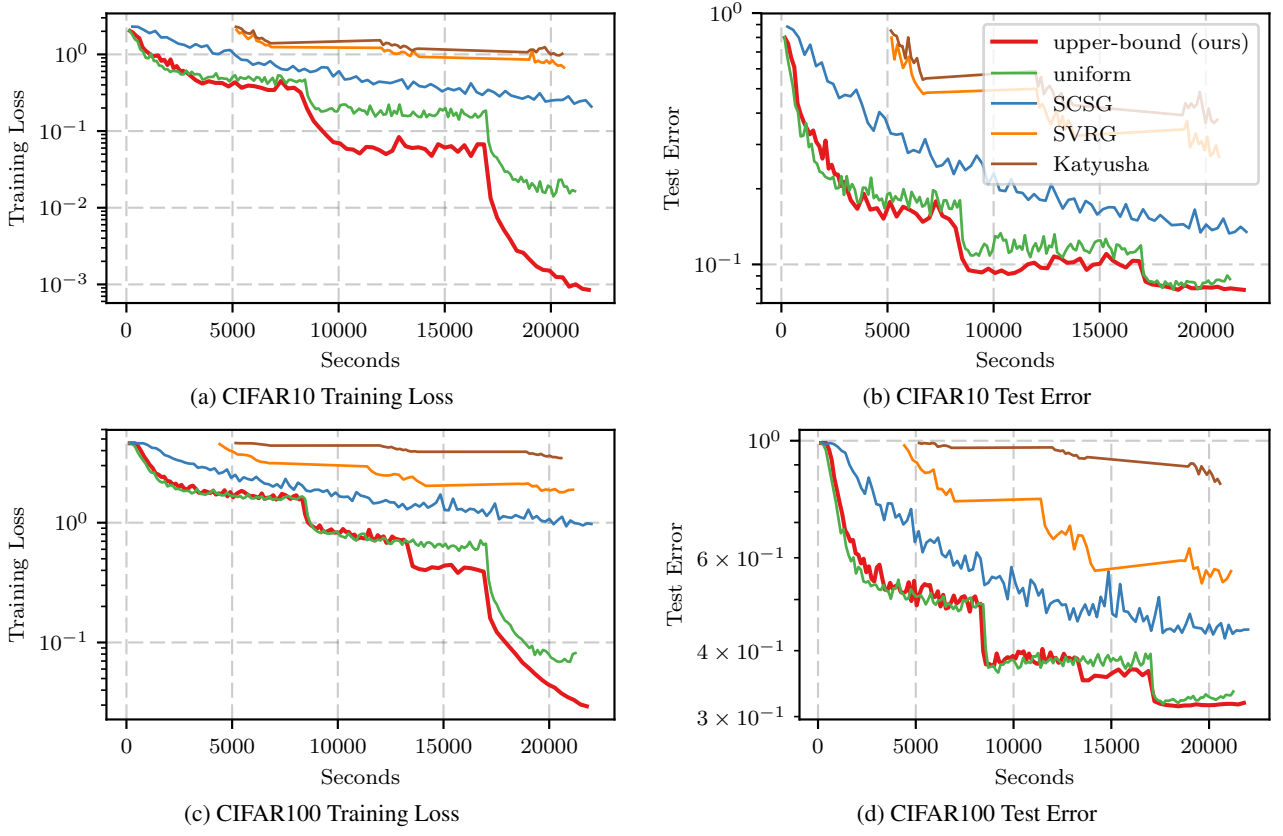 10^0
10^-1
10^-2
10^-3
Training Loss
0 5000 10000 15000 20000
Seconds
(a) CIFAR10 Training Loss
10^0
10^-1
Test Error
upper-bound (ours)
uniform
SCSG
SVRG
Katyusha
0 5000 10000 15000 20000
Seconds
(b) CIFAR10 Test Error
10^0
10^-1
Training Loss
0 5000 10000 15000 20000
Seconds
(c) CIFAR100 Training Loss
10^0
6 × 10^-1
4 × 10^-1
3 × 10^-1
Test Error
0 5000 10000 15000 20000
Seconds
(d) CIFAR100 Test Error